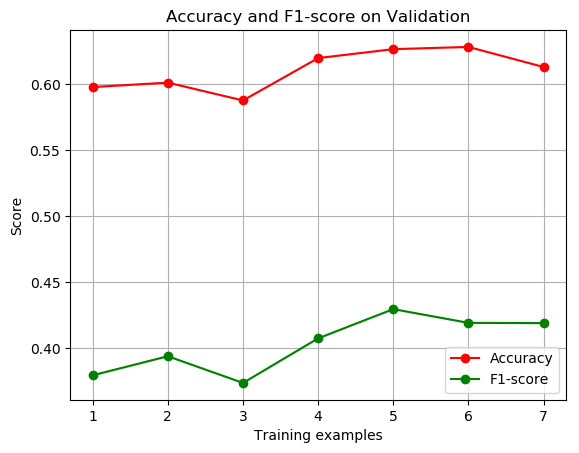 Accuracy and F1-score on Validation
Score
0.60
0.55
0.50
0.45
0.40
Accuracy
F1-score
1 2 3 4 5 6 7
Training examples